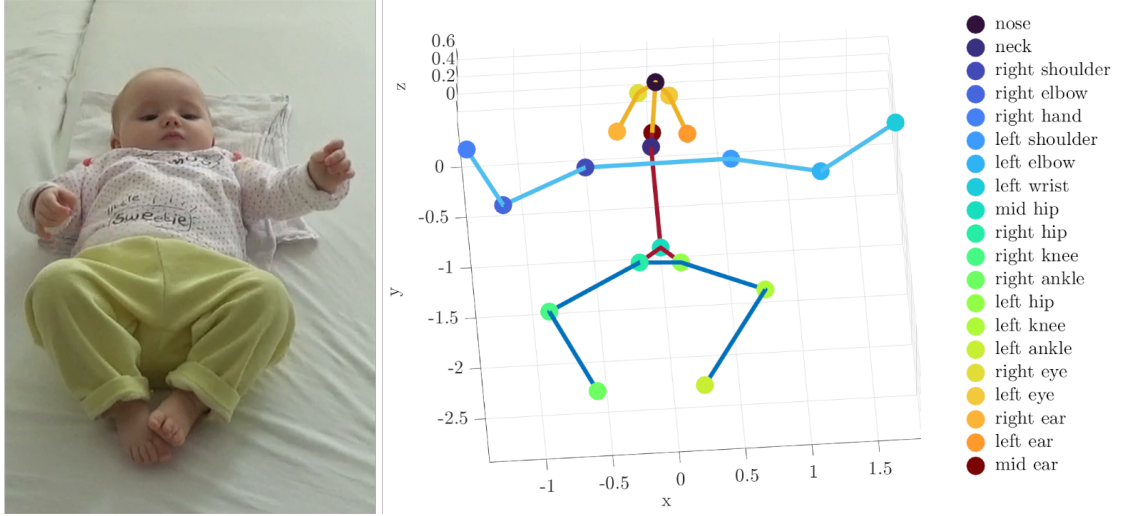 little
Sweetie
0.6
0.4
0.2
0
z
0
-0.5
-1
-1.5
-2
-2.5
y
-1
-0.5
0
0.5
1
1.5
x
nose
neck
right shoulder
right elbow
right hand
left shoulder
left elbow
left wrist
mid hip
right hip
right knee
right ankle
left hip
left knee
left ankle
right eye
left eye
right ear
left ear
mid ear